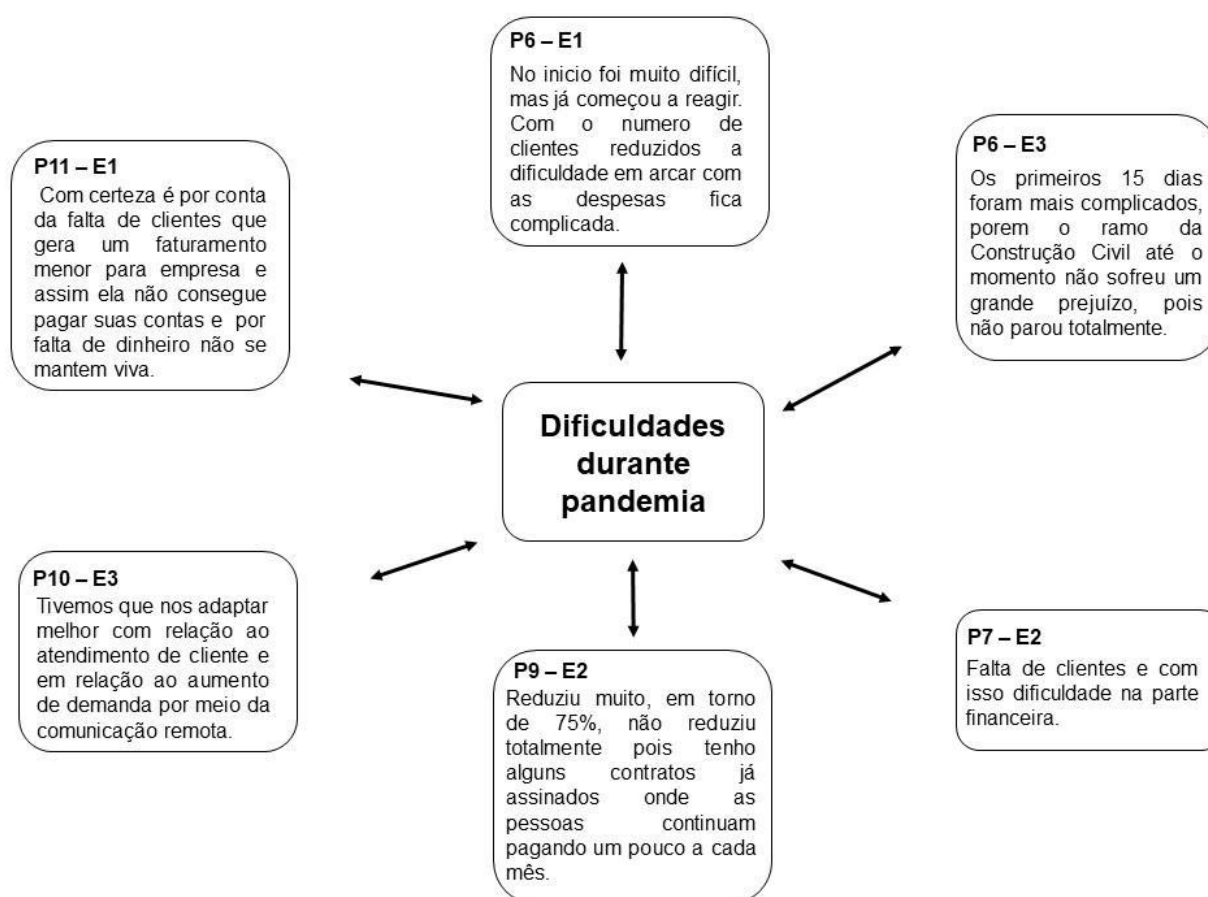 P6 – E1
No inicio foi muito difícil,
mas já começou a reagir.
Com o numero de
clientes reduzidos a
dificuldade em arcar com
as despesas fica
complicada.
P11 – E1
Com certeza é por conta
da falta de clientes que
gera um faturamento
menor para empresa e
assim ela não consegue
pagar suas contas e por
falta de dinheiro não se
mantem viva.
P6 – E3
Os primeiros 15 dias
foram mais complicados,
porem o ramo da
Construção Civil até o
momento não sofreu um
grande prejuízo, pois
não parou totalmente.
Dificuldades
durante
pandemia
P10 – E3
Tivemos que nos adaptar
melhor com relação ao
atendimento de cliente e
em relação ao aumento
de demanda por meio da
comunicação remota.
P9 – E2
Reduziu muito, em torno
de 75%, não reduziu
totalmente pois tenho
alguns contratos já
assinados onde as
pessoas continuam
pagando um pouco a cada
mês.
P7 – E2
Falta de clientes e com
isso dificuldade na parte
financeira.